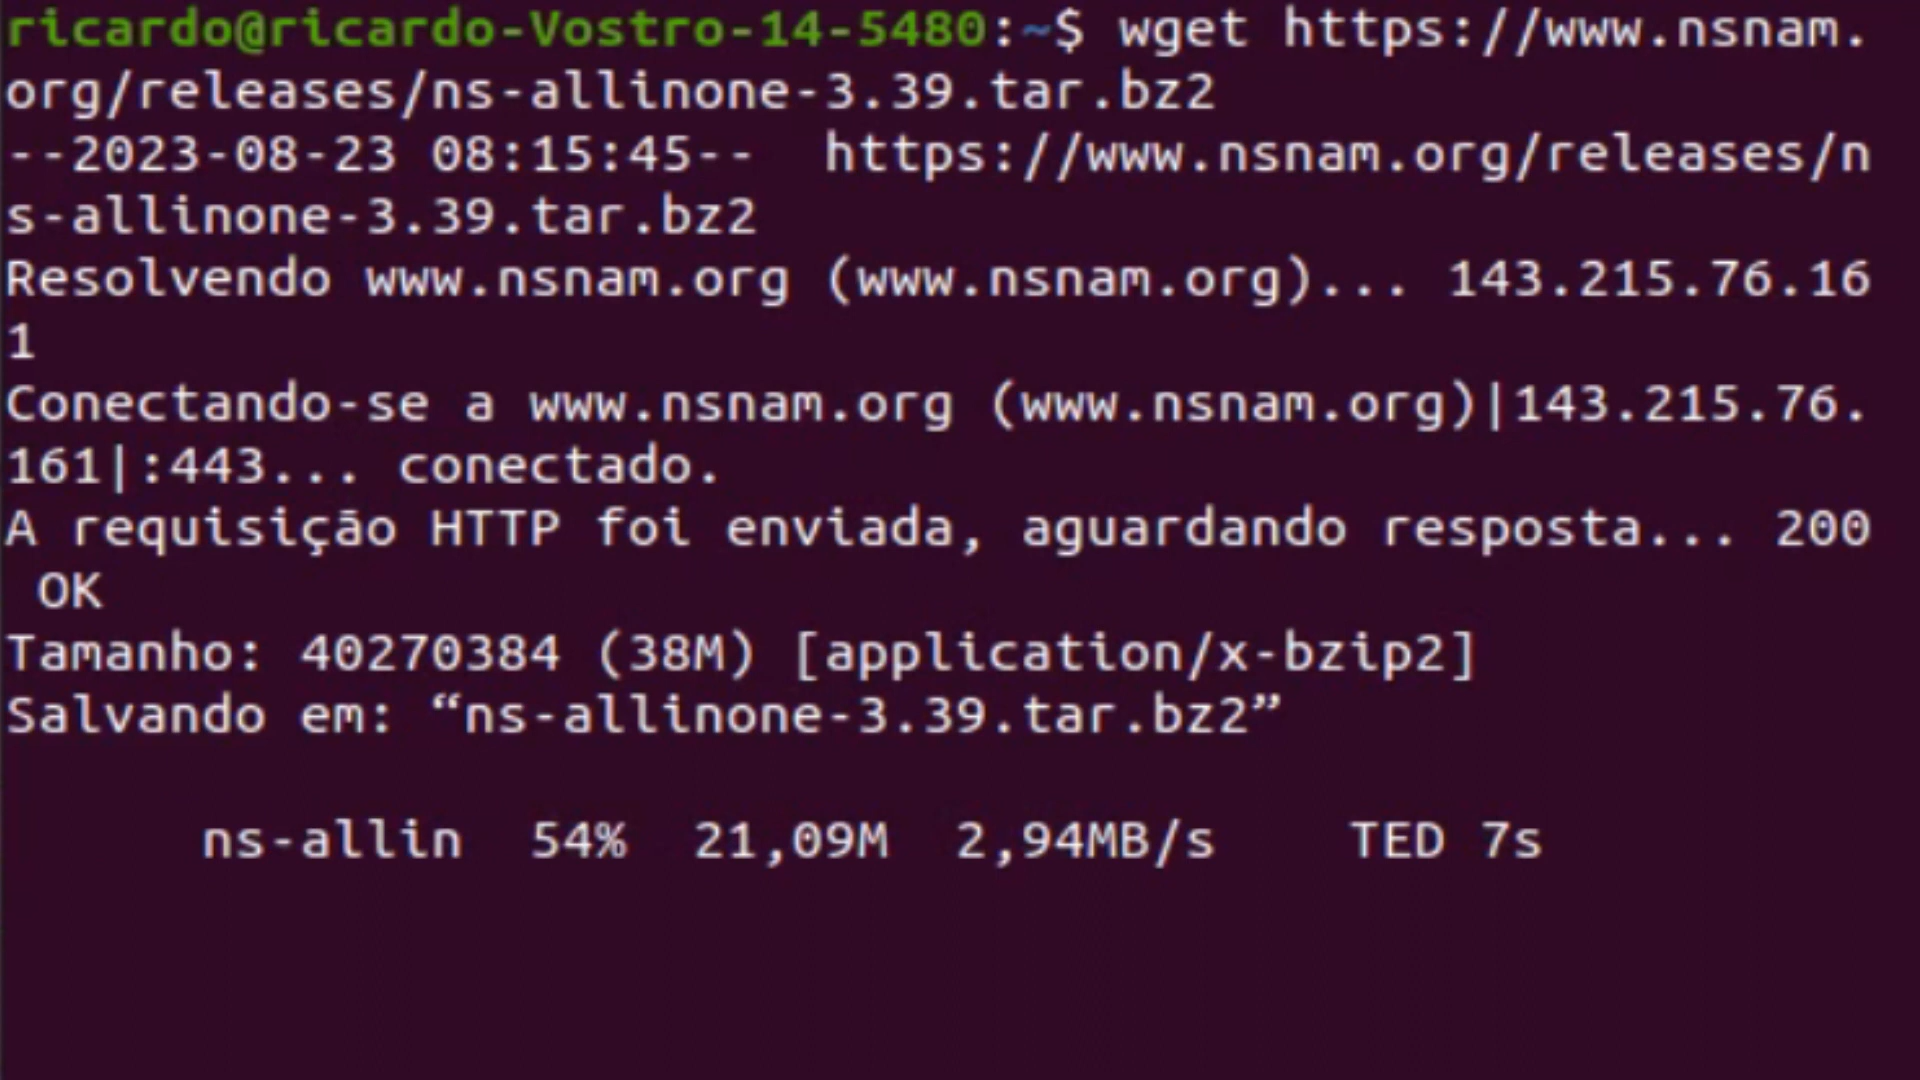 ricardo@ricardo-Vostro-14-5480:~$ wget https://www.nsnam.
org/releases/ns-allinone-3.39.tar.bz2
--2023-08-23 08:15:45--  https://www.nsnam.org/releases/n
s-allinone-3.39.tar.bz2
Resolvendo www.nsnam.org (www.nsnam.org)... 143.215.76.16
1
Conectando-se a www.nsnam.org (www.nsnam.org)|143.215.76.
161|:443... conectado.
A requisição HTTP foi enviada, aguardando resposta... 200
 OK
Tamanho: 40270384 (38M) [application/x-bzip2]
Salvando em: “ns-allinone-3.39.tar.bz2”
ns-allin  54%  21,09M  2,94MB/s    TED 7s